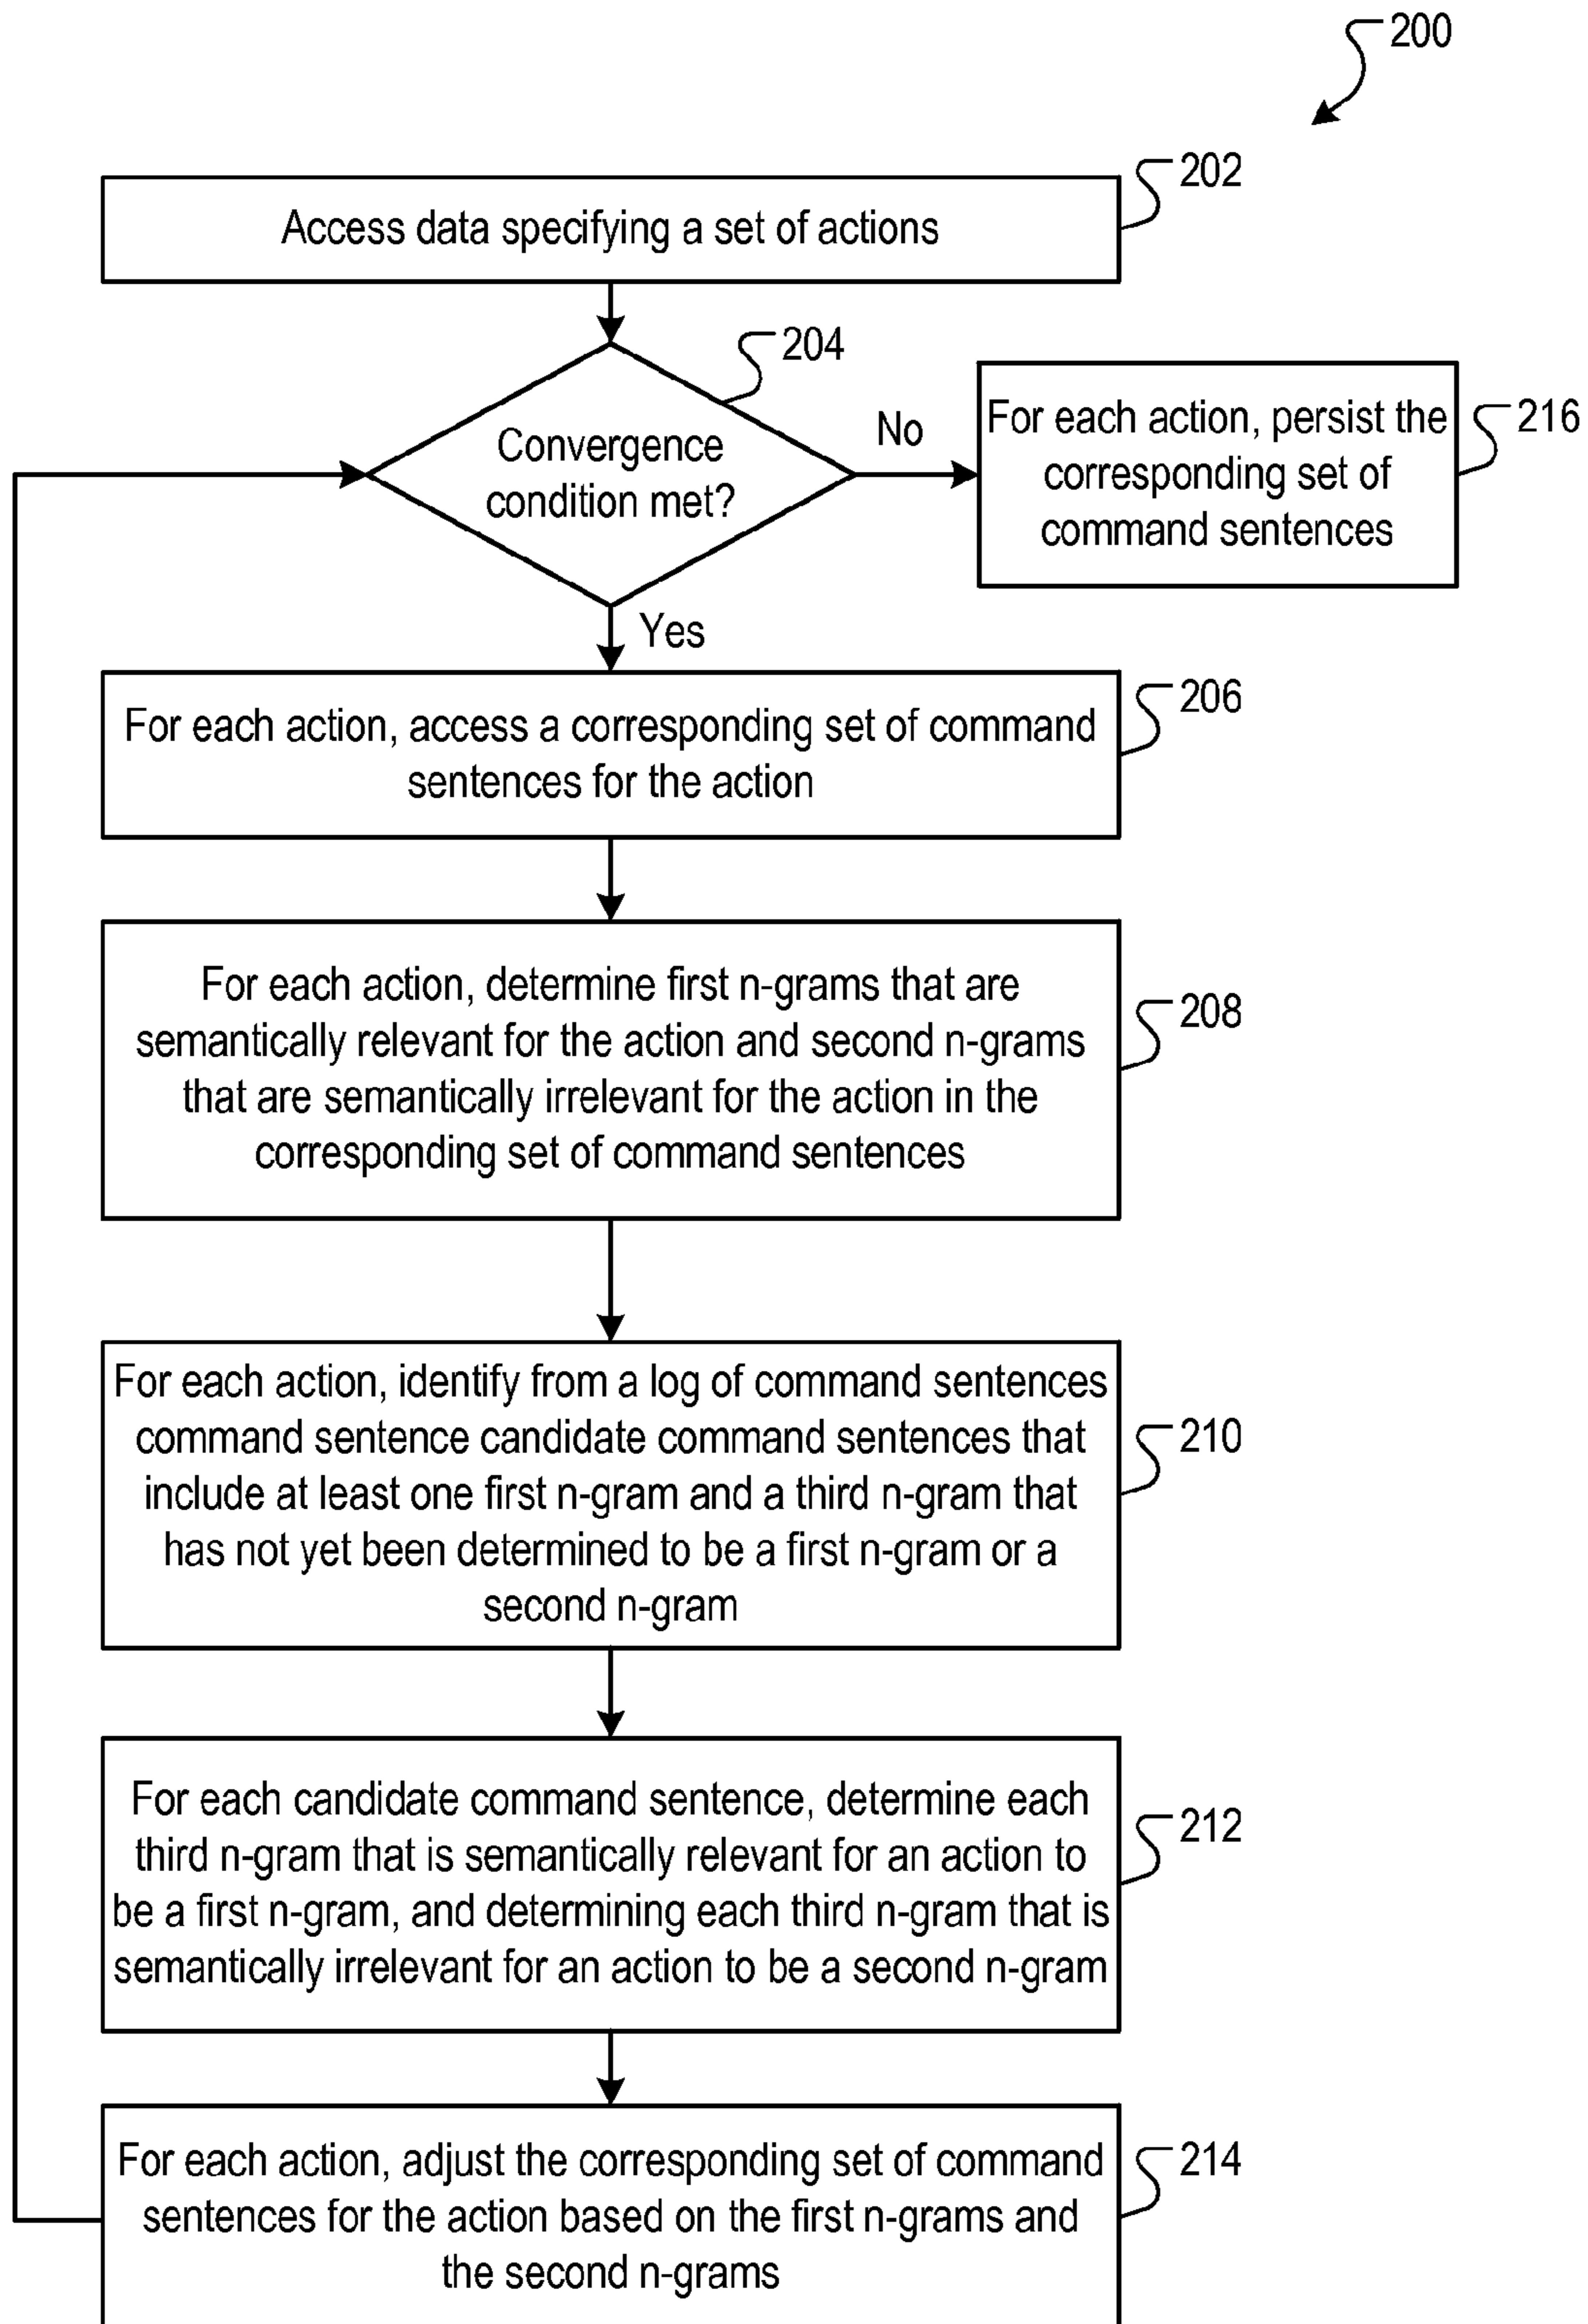 200
202
Access data specifying a set of actions
204
Convergence
condition met?
No
For each action, persist the
corresponding set of
command sentences
216
Yes
206
For each action, access a corresponding set of command
sentences for the action
For each action, determine first n-grams that are
semantically relevant for the action and second n-grams
that are semantically irrelevant for the action in the
corresponding set of command sentences
208
For each action, identify from a log of command sentences
command sentence candidate command sentences that
include at least one first n-gram and a third n-gram that
has not yet been determined to be a first n-gram or a
second n-gram
210
For each candidate command sentence, determine each
third n-gram that is semantically relevant for an action to
be a first n-gram, and determining each third n-gram that is
semantically irrelevant for an action to be a second n-gram
212
For each action, adjust the corresponding set of command
sentences for the action based on the first n-grams and
the second n-grams
214